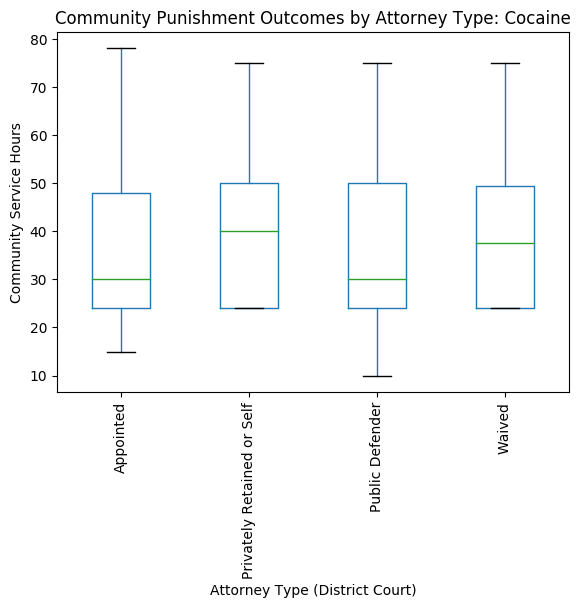 Community Punishment Outcomes by Attorney Type: Cocaine
80
70
60
50
40
30
20
10
Community Service Hours
Appointed
Privately Retained or Self
Public Defender
Waived
Attorney Type (District Court)